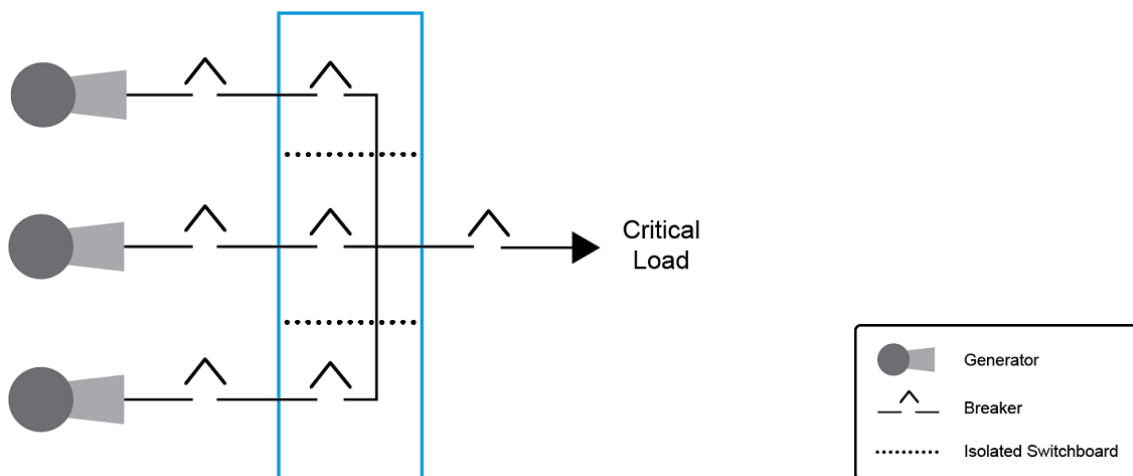 Critical
Load
Generator
Breaker
Isolated Switchboard